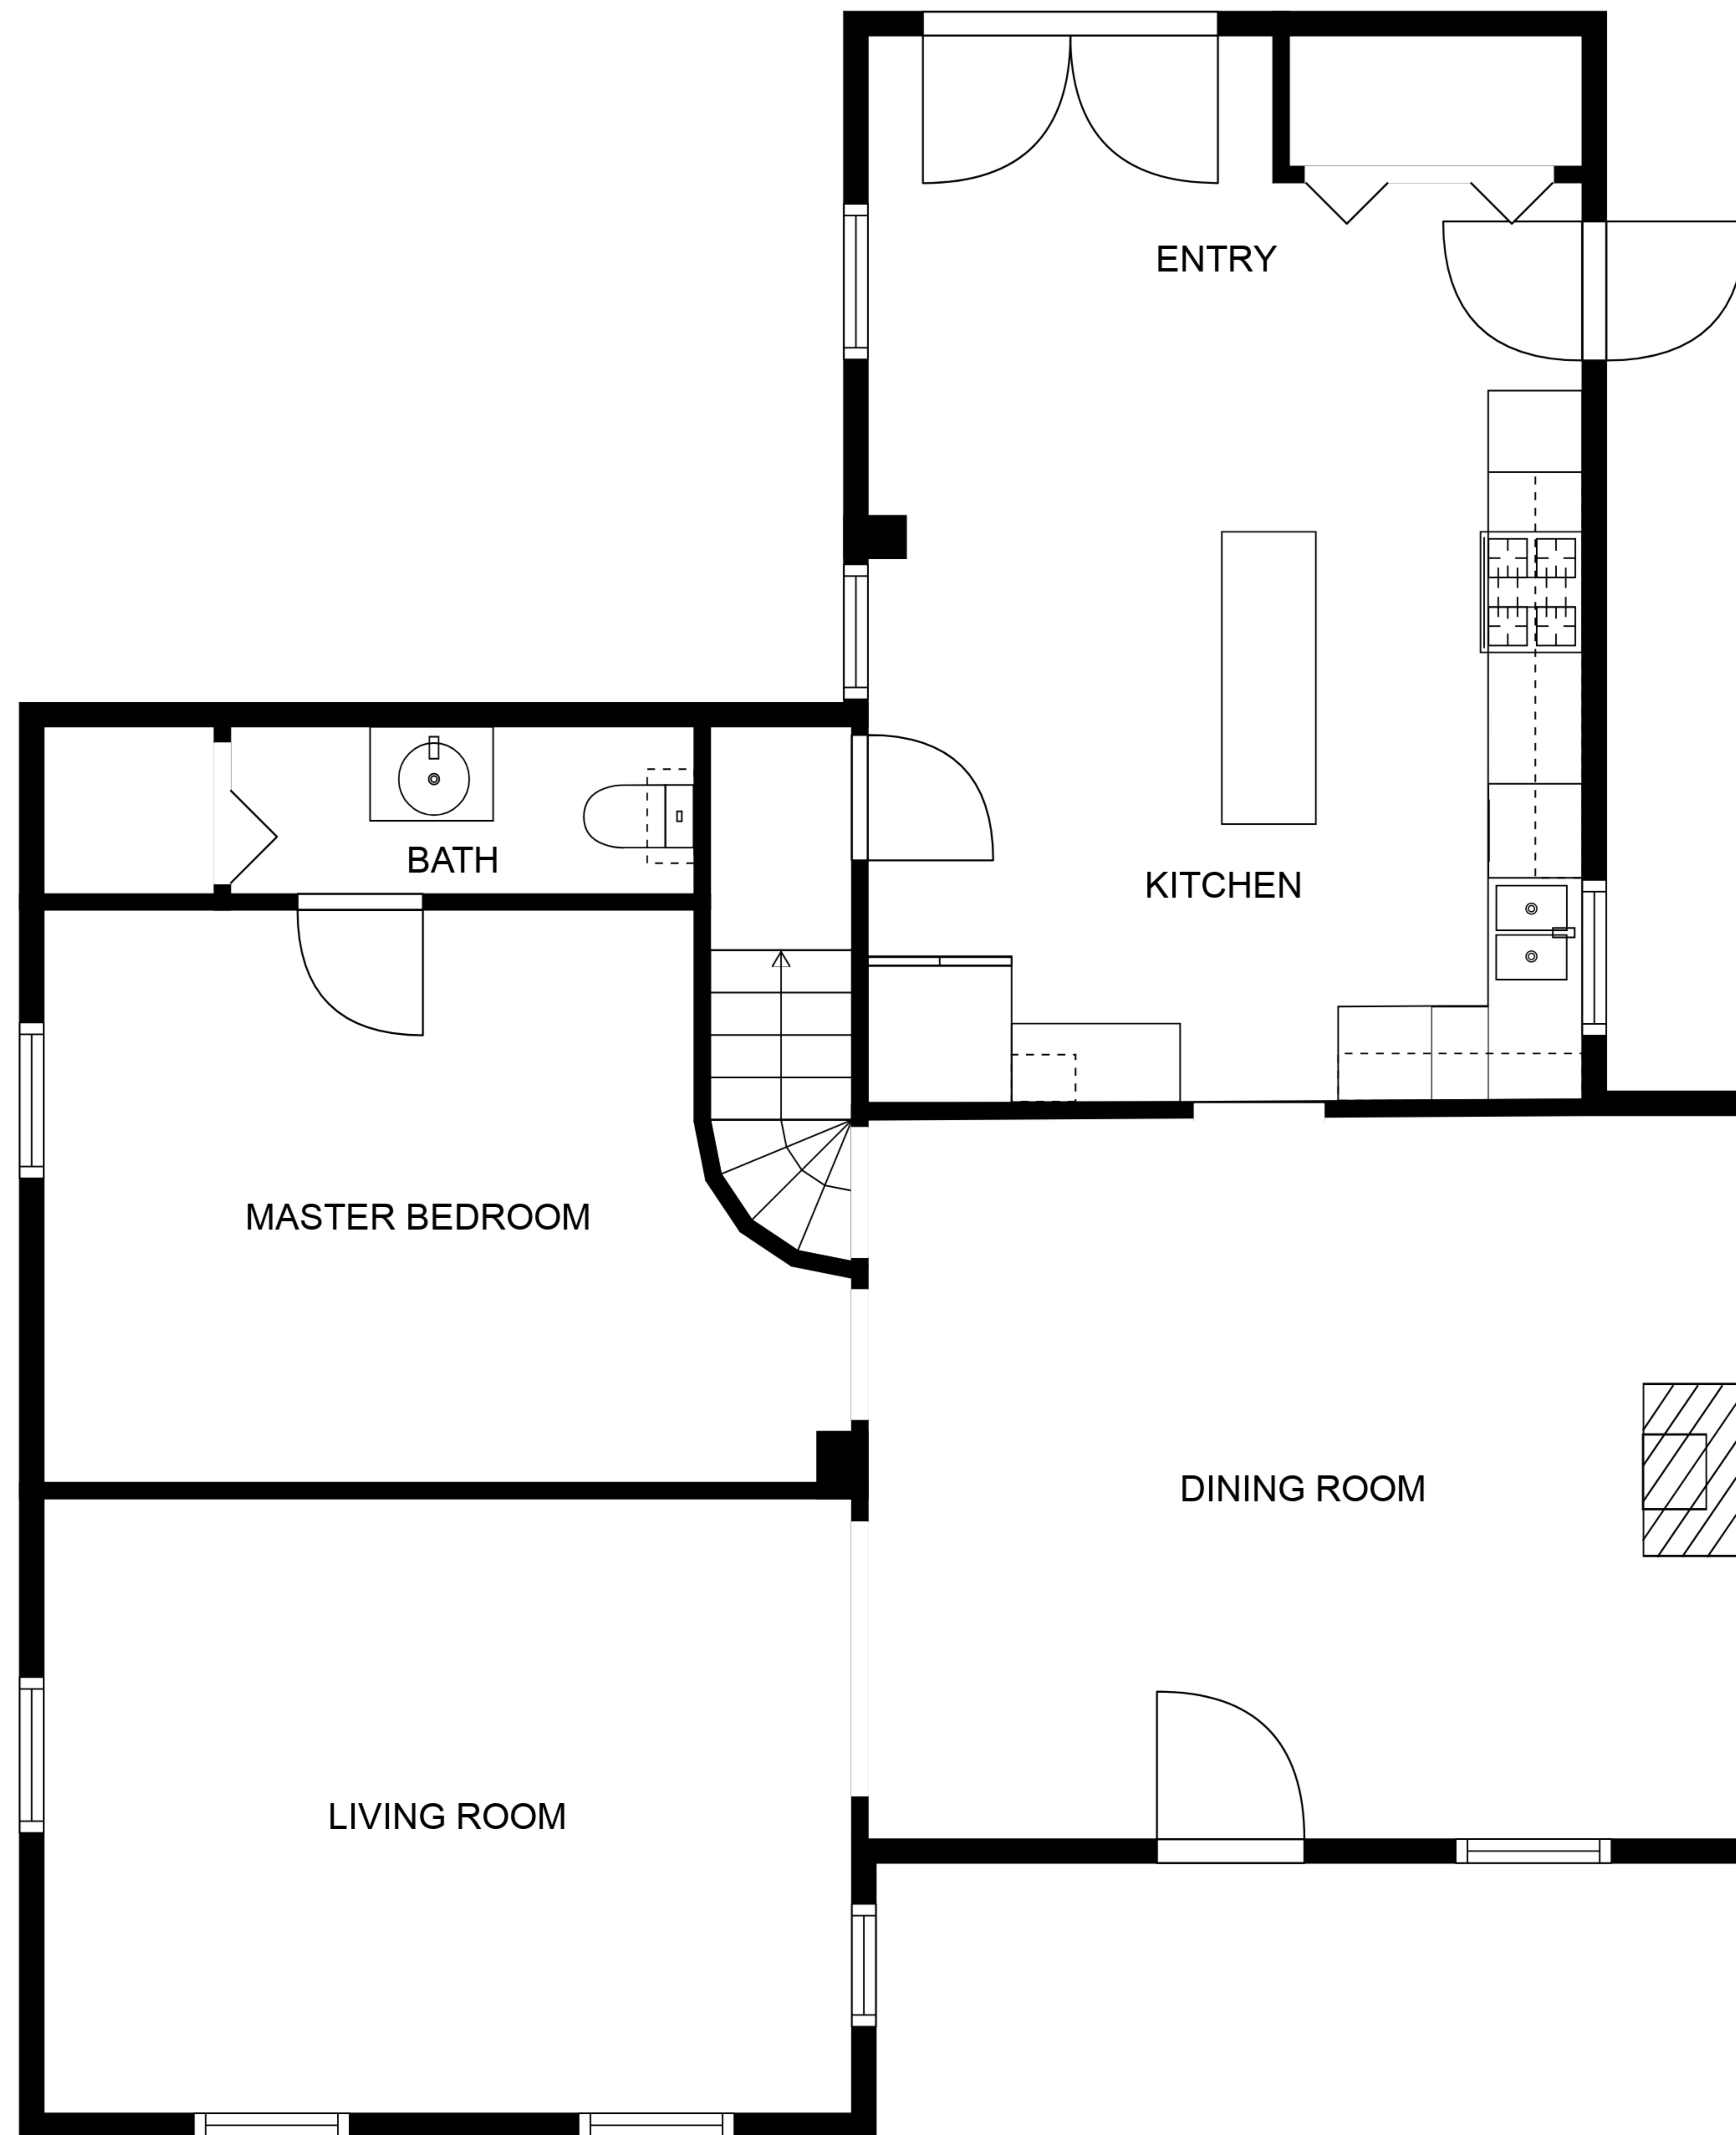 ENTRY
BATH
KITCHEN
MASTER BEDROOM
DINING ROOM
LIVING ROOM